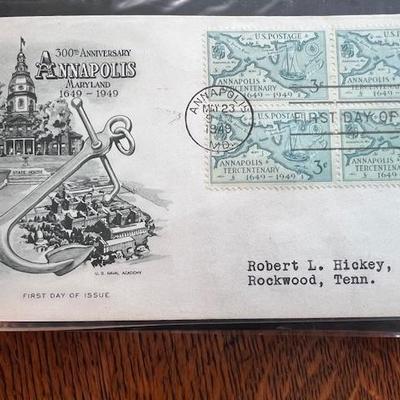 300TH ANNIVERSARY
ANNAPOLIS
MARYLAND
1649 - 1949
STATE HOUSE
U. S. NAVAL ACADEMY
FIRST DAY OF ISSUE
U.S. POSTAGE
ANNAPOLIS
TERCENTENARY
1649-1949
3¢
U.S. POSTAGE
ANNAPOLIS
TERCENTENARY
1649-1949
3¢
ANNAPOLIS
MAY 23
1949
MD.
FIRST DAY OF
Robert L. Hickey,
Rockwood, Tenn.